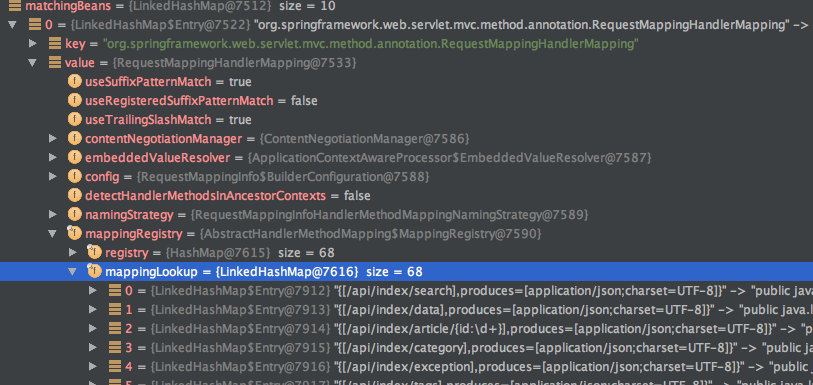 matchingBeans = {LinkedHashMap@7512} size = 10
0 = {LinkedHashMap$Entry@7522} "org.springframework.web.servlet.mvc.method.annotation.RequestMappingHandlerMapping" ->
key = "org.springframework.web.servlet.mvc.method.annotation.RequestMappingHandlerMapping"
value = {RequestMappingHandlerMapping@7533}
f useSuffixPatternMatch = true
f useRegisteredSuffixPatternMatch = false
f useTrailingSlashMatch = true
f contentNegotiationManager = {ContentNegotiationManager@7586}
f embeddedValueResolver = {ApplicationContextAwareProcessor$EmbeddedValueResolver@7587}
f config = {RequestMappingInfo$BuilderConfiguration@7588}
f detectHandlerMethodsInAncestorContexts = false
f namingStrategy = {RequestMappingInfoHandlerMethodMappingNamingStrategy@7589}
f mappingRegistry = {AbstractHandlerMethodMapping$MappingRegistry@7590}
f registry = {HashMap@7615} size = 68
f mappingLookup = {LinkedHashMap@7616} size = 68
0 = {LinkedHashMap$Entry@7912} "{[/api/index/search],produces=[application/json;charset=UTF-8]}" -> "public java.
1 = {LinkedHashMap$Entry@7913} "{[/api/index/data],produces=[application/json;charset=UTF-8]}" -> "public java.l
2 = {LinkedHashMap$Entry@7914} "{[/api/index/article/{id:\d+}],produces=[application/json;charset=UTF-8]}" ->
3 = {LinkedHashMap$Entry@7915} "{[/api/index/category],produces=[application/json;charset=UTF-8]}" -> "public
4 = {LinkedHashMap$Entry@7916} "{[/api/index/exception],produces=[application/json;charset=UTF-8]}" -> "public